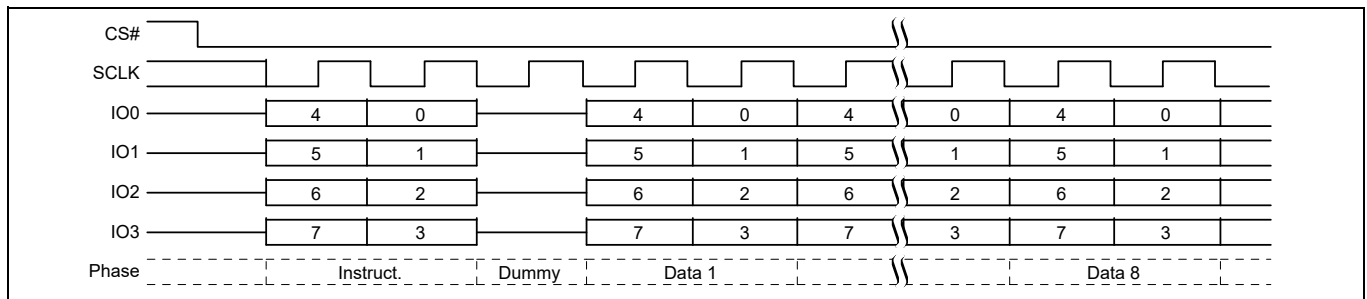 CS#
SCLK
IO0 4 0 4 0 4 0 4 0
IO1 5 1 5 1 5 1 5 1
IO2 6 2 6 2 6 2 6 2
IO3 7 3 7 3 7 3 7 3
Phase Instruct. Dummy Data 1 Data 8